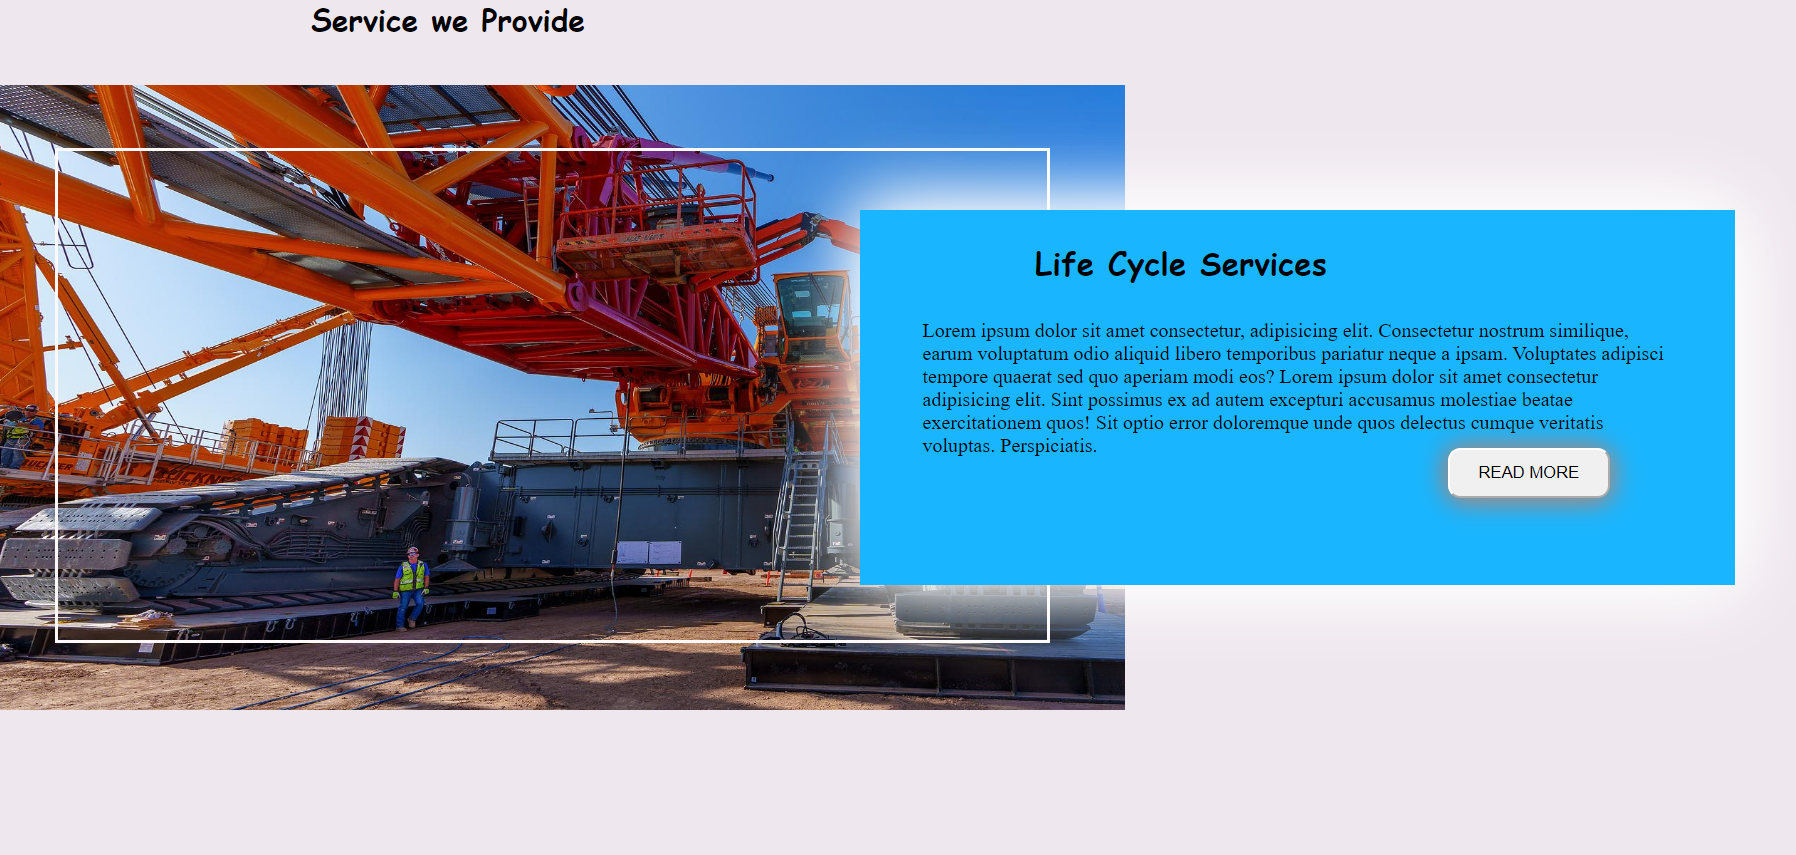 Service we Provide
Life Cycle Services
Lorem ipsum dolor sit amet consectetur, adipisicing elit. Consectetur nostrum similique,
earum voluptatum odio aliquid libero temporibus pariatur neque a ipsam. Voluptates adipisci
tempore quaerat sed quo aperiam modi eos? Lorem ipsum dolor sit amet consectetur
adipisicing elit. Sint possimus ex ad autem excepturi accusamus molestiae beatae
exercitationem quos! Sit optio error doloremque unde quos delectus cumque veritatis
voluptas. Perspiciatis.
READ MORE